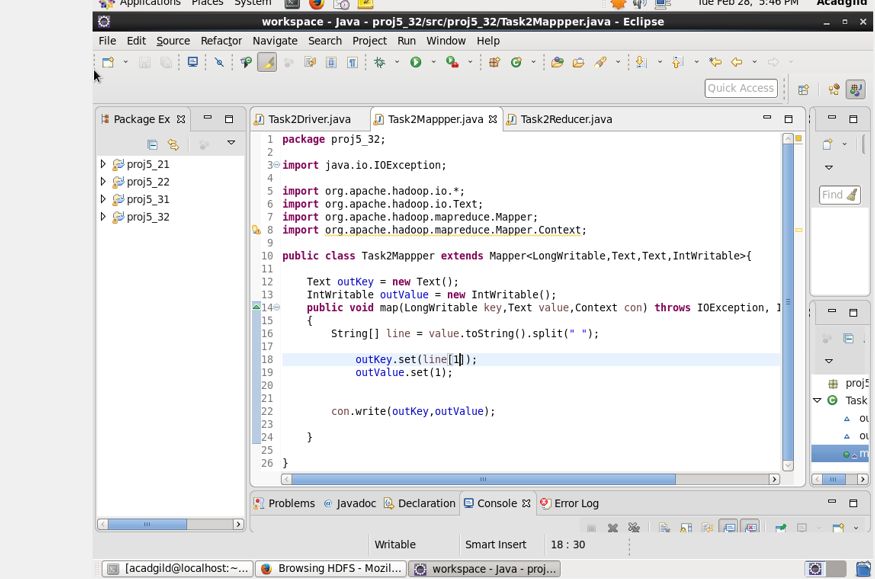 Applications Places System Tue Feb 28, 5:46 PM Acadgild
workspace - Java - proj5_32/src/proj5_32/Task2Mappper.java - Eclipse
File Edit Source Refactor Navigate Search Project Run Window Help
Quick Access
Package Ex
Task2Driver.java Task2Mappper.java Task2Reducer.java
proj5_21
proj5_22
proj5_31
proj5_32
1 package proj5_32;
2
3 import java.io.IOException;
4
5 import org.apache.hadoop.io.*;
6 import org.apache.hadoop.io.Text;
7 import org.apache.hadoop.mapreduce.Mapper;
8 import org.apache.hadoop.mapreduce.Mapper.Context;
9
10 public class Task2Mappper extends Mapper<LongWritable,Text,Text,IntWritable>{
11
12 Text outKey = new Text();
13 IntWritable outValue = new IntWritable();
14 public void map(LongWritable key,Text value,Context con) throws IOException, I
15 {
16 String[] line = value.toString().split(" ");
17
18 outKey.set(line[1]);
19 outValue.set(1);
20
21
22 con.write(outKey,outValue);
23
24 }
25
26 }
Find
proj5
Task
ou
ou
m
Problems Javadoc Declaration Console Error Log
Writable Smart Insert 18 : 30
[acadgild@localhost:~... Browsing HDFS - Mozil... workspace - Java - proj...